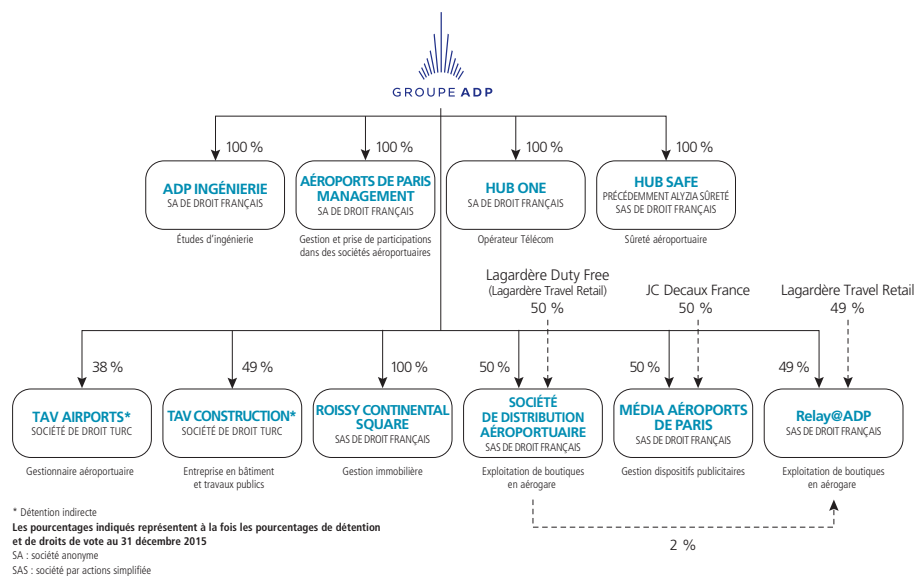 GROUPE ADP
100 %
100 %
100 %
100 %
ADP INGÉNIERIE
SA DE DROIT FRANÇAIS
Études d'ingénierie
AÉROPORTS DE PARIS
MANAGEMENT
SA DE DROIT FRANÇAIS
Gestion et prise de participations
dans des sociétés aéroportuaires
HUB ONE
SA DE DROIT FRANÇAIS
Opérateur Télécom
HUB SAFE
PRÉCÉDEMMENT ALYZIA SÛRETÉ
SAS DE DROIT FRANÇAIS
Sûreté aéroportuaire
Lagardère Duty Free
(Lagardère Travel Retail)
50 %
JC Decaux France
50 %
Lagardère Travel Retail
49 %
38 %
49 %
100 %
50 %
50 %
49 %
TAV AIRPORTS*
SOCIÉTÉ DE DROIT TURC
Gestionnaire aéroportuaire
TAV CONSTRUCTION*
SOCIÉTÉ DE DROIT TURC
Entreprise en bâtiment
et travaux publics
ROISSY CONTINENTAL
SQUARE
SAS DE DROIT FRANÇAIS
Gestion immobilière
SOCIÉTÉ
DE DISTRIBUTION
AÉROPORTUAIRE
SAS DE DROIT FRANÇAIS
Exploitation de boutiques
en aérogare
MÉDIA AÉROPORTS
DE PARIS
SAS DE DROIT FRANÇAIS
Gestion dispositifs publicitaires
Relay@ADP
SAS DE DROIT FRANÇAIS
Exploitation de boutiques
en aérogare
2 %
* Détention indirecte
Les pourcentages indiqués représentent à la fois les pourcentages de détention
et de droits de vote au 31 décembre 2015
SA : société anonyme
SAS : société par actions simplifiée